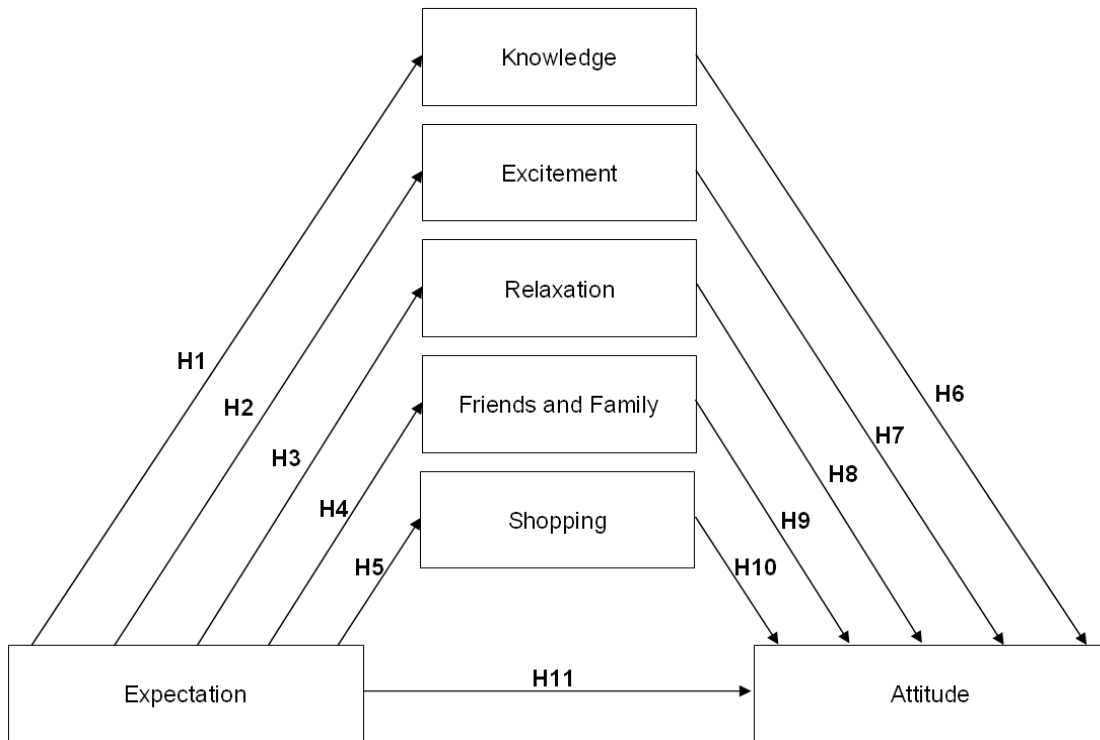 Knowledge
Excitement
Relaxation
H1
H6
Friends and Family
H2
H7
H3
H8
H4
Shopping
H9
H5
H10
H11
Expectation
Attitude